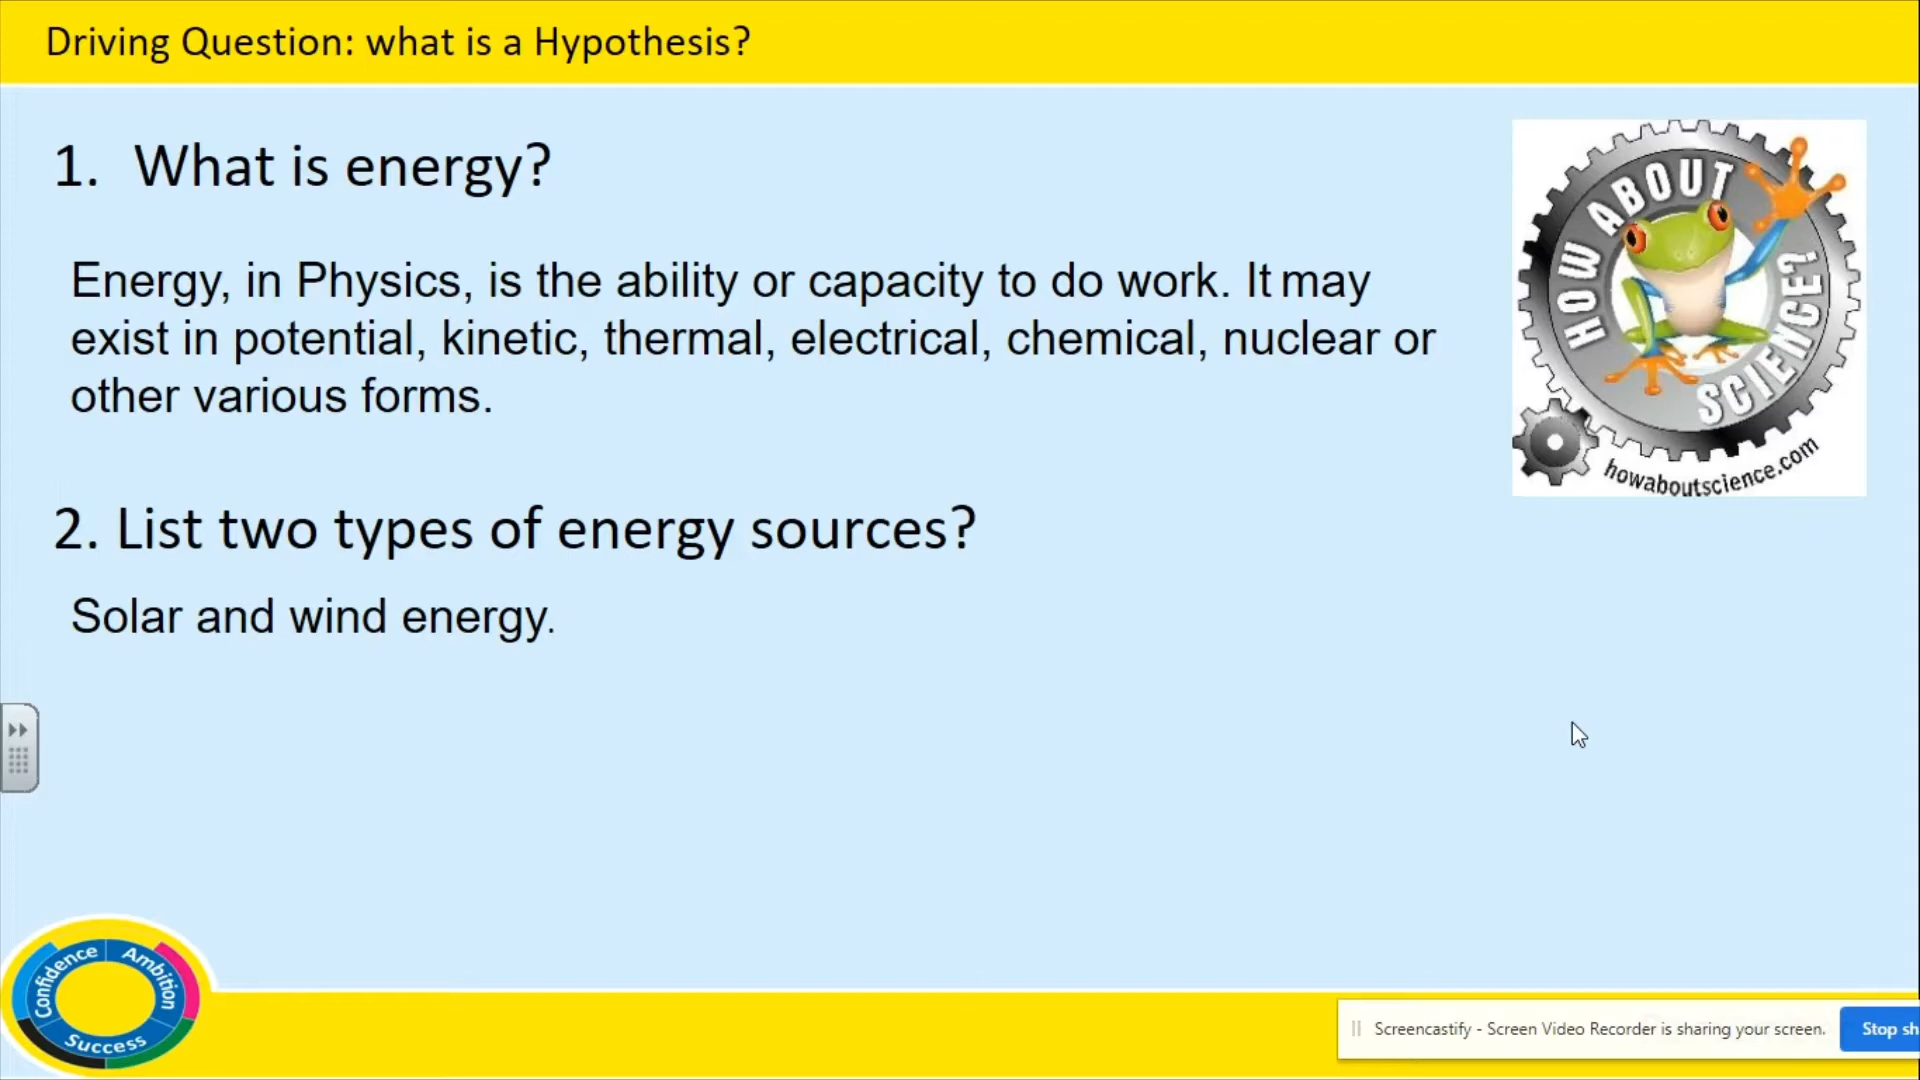 Driving Question: what is a Hypothesis?
1. What is energy?
Energy, in Physics, is the ability or capacity to do work. It may
exist in potential, kinetic, thermal, electrical, chemical, nuclear or
other various forms.
HOW ABOUT
SCIENCE?
howaboutscience.com
2. List two types of energy sources?
Solar and wind energy.
Confidence
Ambition
Success
Screencastify - Screen Video Recorder is sharing your screen.
Stop sh